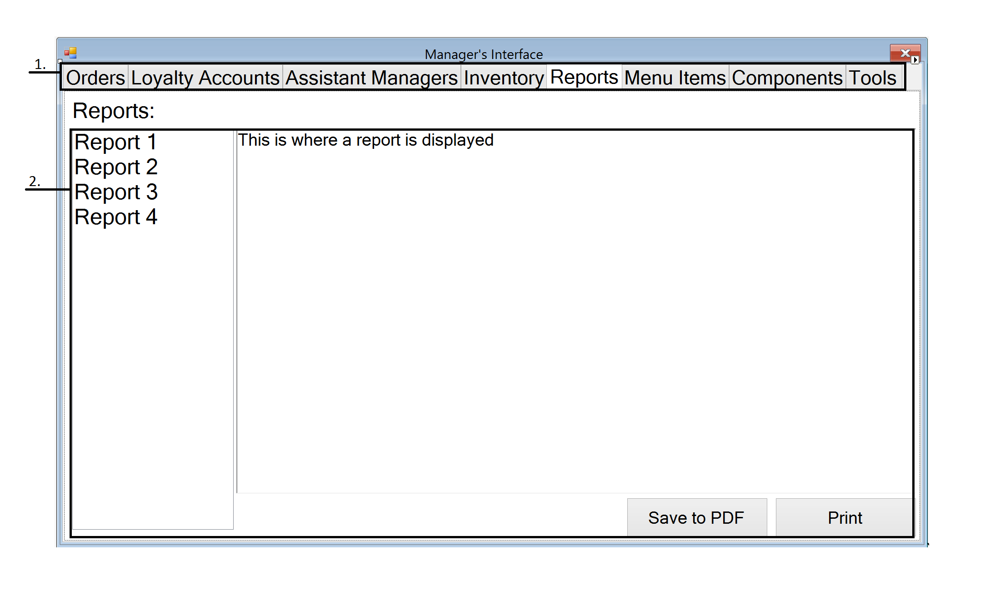 Manager's Interface
1.
Orders Loyalty Accounts Assistant Managers Inventory Reports Menu Items Components Tools
Reports:
Report 1
Report 2
Report 3
Report 4
2.
This is where a report is displayed
Save to PDF Print